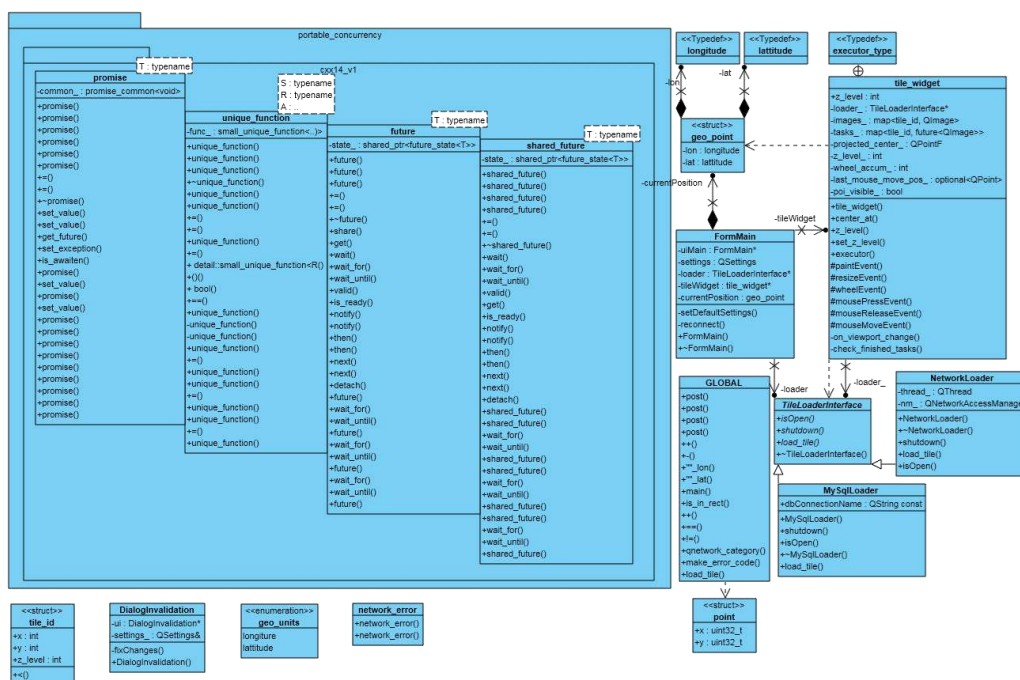 portable_concurrency
cxx14_v1
T : typename
promise
-common_ : promise_common<void>
+promise()
+promise()
+promise()
+promise()
+promise()
+promise()
+=()
+=()
+~promise()
+set_value()
+set_value()
+get_future()
+set_exception()
+is_awaiten()
+promise()
+set_value()
+promise()
+set_value()
+promise()
+promise()
+promise()
+promise()
+promise()
+promise()
+promise()
+promise()
+promise()
S : typename
R : typename
A : ..
unique_function
-func_ : small_unique_function<..)>
+unique_function()
+unique_function()
+unique_function()
+~unique_function()
+unique_function()
+unique_function()
+=()
+=()
+unique_function()
+=()
+ detail::small_unique_function<R()
+()()
+ bool()
+==()
+unique_function()
-unique_function()
+unique_function()
+=()
+unique_function()
+=()
+unique_function()
+unique_function()
+=()
+unique_function()
T : typename
future
-state_ : shared_ptr<future_state<T>>
+future()
+future()
+future()
+=()
+=()
+~future()
+share()
+get()
+wait()
+wait_for()
+wait_until()
+valid()
+is_ready()
+notify()
+notify()
+then()
+then()
+next()
+next()
+detach()
+future()
+wait_for()
+wait_until()
+future()
+wait_for()
+wait_until()
+future()
+wait_for()
+wait_until()
+future()
T : typename
shared_future
-state_ : shared_ptr<future_state<T>>
+shared_future()
+shared_future()
+shared_future()
+shared_future()
+=()
+=()
+~shared_future()
+wait()
+wait_for()
+wait_until()
+valid()
+get()
+is_ready()
+notify()
+notify()
+then()
+then()
+next()
+next()
+detach()
+shared_future()
+shared_future()
+wait_for()
+wait_until()
+shared_future()
+shared_future()
+wait_for()
+wait_until()
+shared_future()
+shared_future()
+wait_for()
+wait_until()
+shared_future()
<<Typedef>>
longitude
<<Typedef>>
lattitude
<<Typedef>>
executor_type
-lon
-lat
<<struct>>
geo_point
-lon : longitude
-lat : lattitude
-currentPosition
-tileWidget
tile_widget
+z_level : int
-loader_ : TileLoaderInterface*
-images_ : map<tile_id, QImage>
-tasks_ : map<tile_id, future<QImage>>
-projected_center_ : QPointF
-z_level_ : int
-wheel_accum_ : int
-last_mouse_move_pos_ : optional<QPoint>
-poi_visible_ : bool
+tile_widget()
+center_at()
+z_level()
+set_z_level()
+executor()
#paintEvent()
#resizeEvent()
#wheelEvent()
#mousePressEvent()
#mouseReleaseEvent()
#mouseMoveEvent()
-on_viewport_change()
-check_finished_tasks()
FormMain
-uiMain : FormMain*
-settings : QSettings
-loader : TileLoaderInterface*
-tileWidget : tile_widget*
-currentPosition : geo_point
-setDefaultSettings()
-reconnect()
+FormMain()
+~FormMain()
-loader
-loader_
GLOBAL
+post()
+post()
+post()
+post()
++()
+-()
+""_lon()
+""_lat()
+main()
+is_in_rect()
++()
+==()
+!=()
+qnetwork_category()
+make_error_code()
+load_tile()
TileLoaderInterface
+isOpen()
+shutdown()
+load_tile()
+~TileLoaderInterface()
NetworkLoader
-thread_ : QThread
-nm_ : QNetworkAccessManage
+NetworkLoader()
+~NetworkLoader()
+shutdown()
+load_tile()
+isOpen()
MySqlLoader
+dbConnectionName : QString const
+MySqlLoader()
+shutdown()
+isOpen()
+~MySqlLoader()
+load_tile()
<<struct>>
point
+x : uint32_t
+y : uint32_t
<<struct>>
tile_id
+x : int
+y : int
+z_level : int
+<()
DialogInvalidation
-ui : DialogInvalidation*
-settings_ : QSettings&
-fixChanges()
+DialogInvalidation()
<<enumeration>>
geo_units
longiture
lattitude
network_error
+network_error()
+network_error()